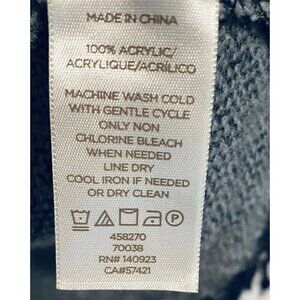 MADE IN CHINA
100% ACRYLIC/
ACRYLIQUE/ACRÍLICO
MACHINE WASH COLD
WITH GENTLE CYCLE
ONLY NON
CHLORINE BLEACH
WHEN NEEDED
LINE DRY
COOL IRON IF NEEDED
OR DRY CLEAN
458270
70038
RN# 140923
CA#57421